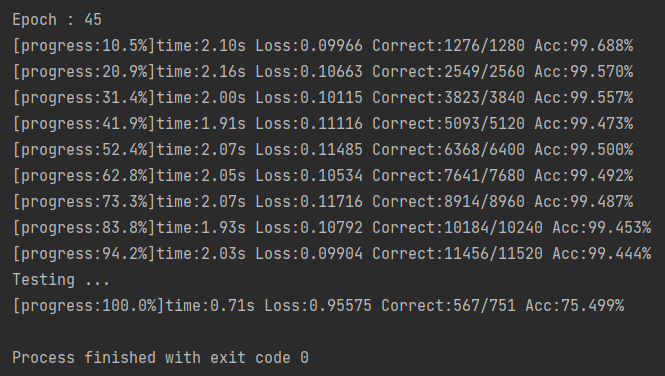 Epoch : 45
[progress:10.5%]time:2.10s Loss:0.09966 Correct:1276/1280 Acc:99.688%
[progress:20.9%]time:2.16s Loss:0.10663 Correct:2549/2560 Acc:99.570%
[progress:31.4%]time:2.00s Loss:0.10115 Correct:3823/3840 Acc:99.557%
[progress:41.9%]time:1.91s Loss:0.11116 Correct:5093/5120 Acc:99.473%
[progress:52.4%]time:2.07s Loss:0.11485 Correct:6368/6400 Acc:99.500%
[progress:62.8%]time:2.05s Loss:0.10534 Correct:7641/7680 Acc:99.492%
[progress:73.3%]time:2.07s Loss:0.11716 Correct:8914/8960 Acc:99.487%
[progress:83.8%]time:1.93s Loss:0.10792 Correct:10184/10240 Acc:99.453%
[progress:94.2%]time:2.03s Loss:0.09904 Correct:11456/11520 Acc:99.444%
Testing ...
[progress:100.0%]time:0.71s Loss:0.95575 Correct:567/751 Acc:75.499%
Process finished with exit code 0